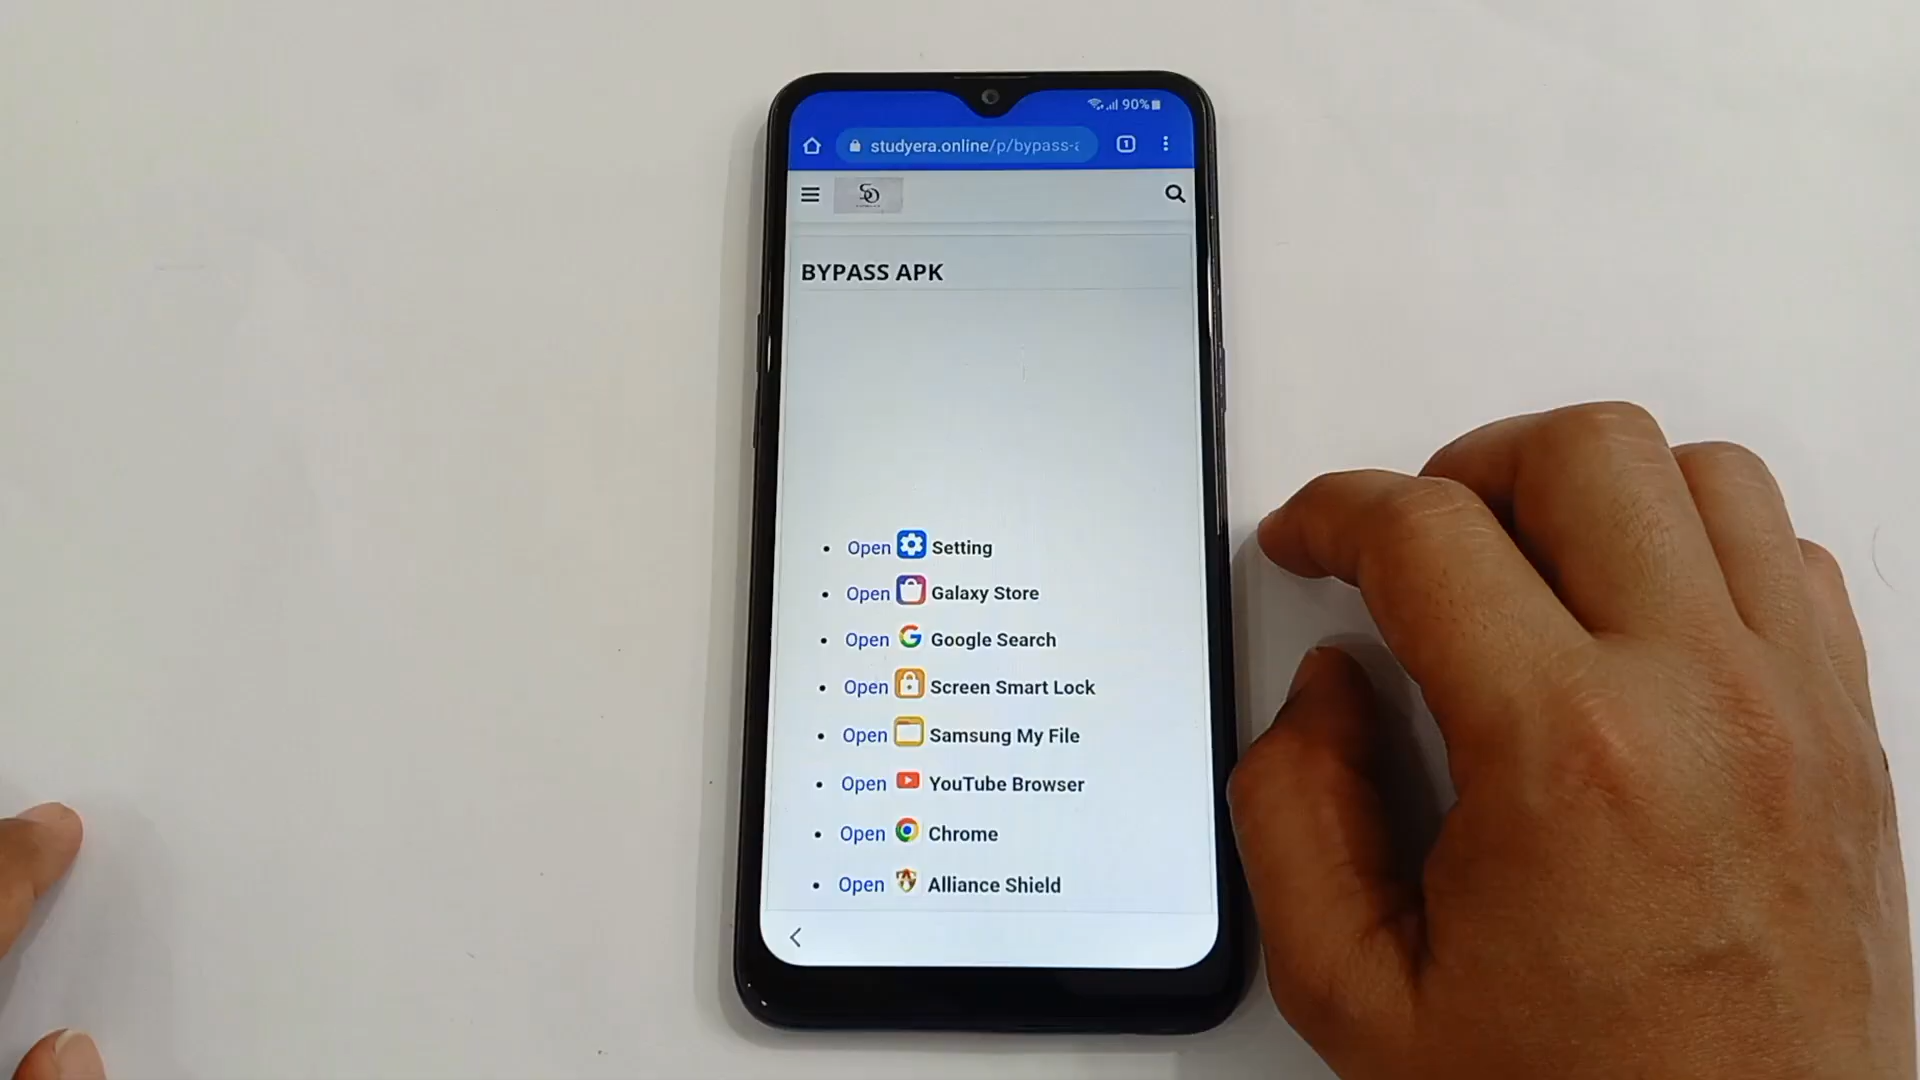 90%
studyera.online/p/bypass-
1
BYPASS APK
Open Setting
Open Galaxy Store
Open Google Search
Open Screen Smart Lock
Open Samsung My File
Open YouTube Browser
Open Chrome
Open Alliance Shield